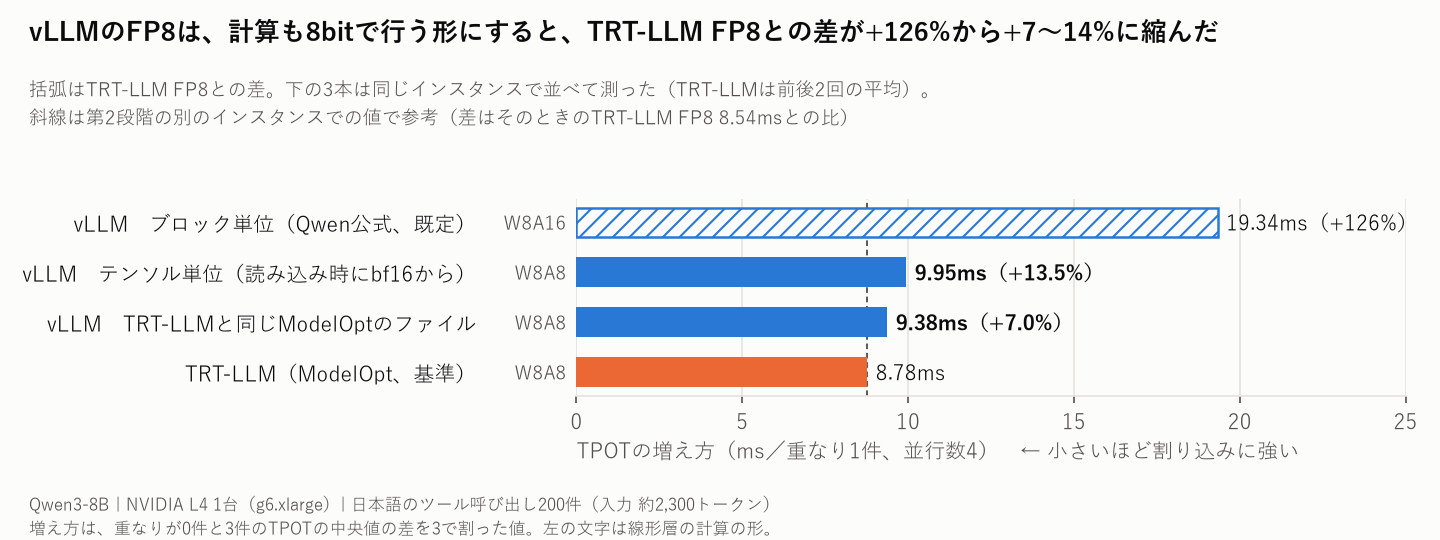 vLLMのFP8は、計算も8bitで行う形にすると、TRT-LLM FP8との差が+126%から+7〜14%に縮んだ
括弧はTRT-LLM FP8との差。下の3本は同じインスタンスで並べて測った（TRT-LLMは前後2回の平均）。
斜線は第2段階の別のインスタンスでの値で参考（差はそのときのTRT-LLM FP8 8.54msとの比）
vLLM　ブロック単位（Qwen公式、既定） W8A16 19.34ms（+126%）
vLLM　テンソル単位（読み込み時にbf16から） W8A8 9.95ms（+13.5%）
vLLM　TRT-LLMと同じModelOptのファイル W8A8 9.38ms（+7.0%）
TRT-LLM（ModelOpt、基準） W8A8 8.78ms
0 5 10 15 20 25
TPOTの増え方（ms／重なり1件、並行数4）　← 小さいほど割り込みに強い
Qwen3-8B | NVIDIA L4 1台（g6.xlarge） | 日本語のツール呼び出し200件（入力 約2,300トークン）
増え方は、重なりが0件と3件のTPOTの中央値の差を3で割った値。左の文字は線形層の計算の形。